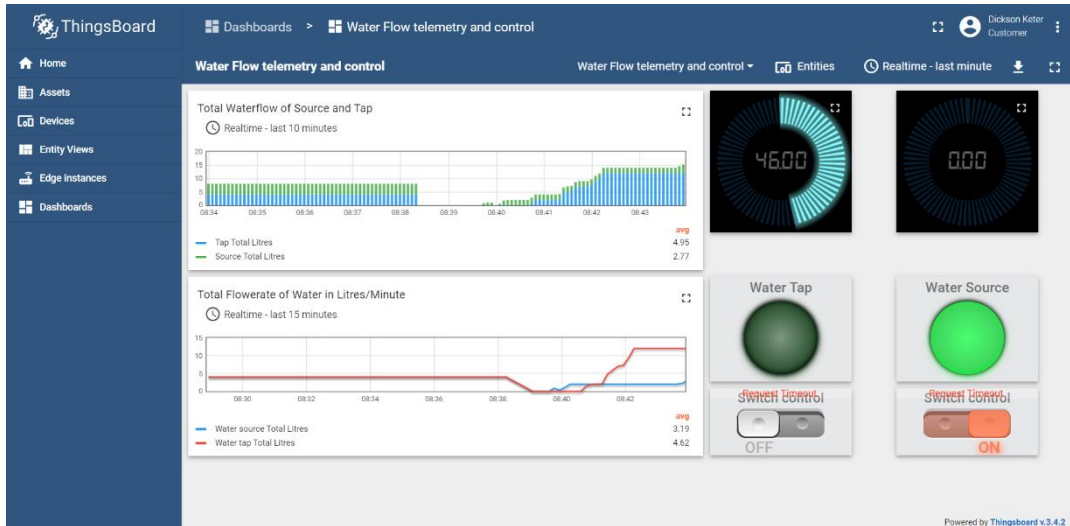 ThingsBoard
Dashboards > Water Flow telemetry and control
Dickson Keter
Customer
Home
Assets
Devices
Entity Views
Edge instances
Dashboards
Water Flow telemetry and control
Water Flow telemetry and control
Entities
Realtime - last minute
Total Waterflow of Source and Tap
Realtime - last 10 minutes
20
15
10
5
0
08:34 08:35 08:36 08:37 08:38 08:39 08:40 08:41 08:42 08:43
avg
Tap Total Litres 4.95
Source Total Litres 2.77
46.00
0.00
Total Flowerate of Water in Litres/Minute
Realtime - last 15 minutes
15
10
5
0
08:30 08:32 08:34 08:36 08:38 08:40 08:42
avg
Water source Total Litres 3.19
Water tap Total Litres 4.62
Water Tap
Request Timeout
Switch control
OFF
Water Source
Request Timeout
Switch control
ON
Powered by Thingsboard v.3.4.2